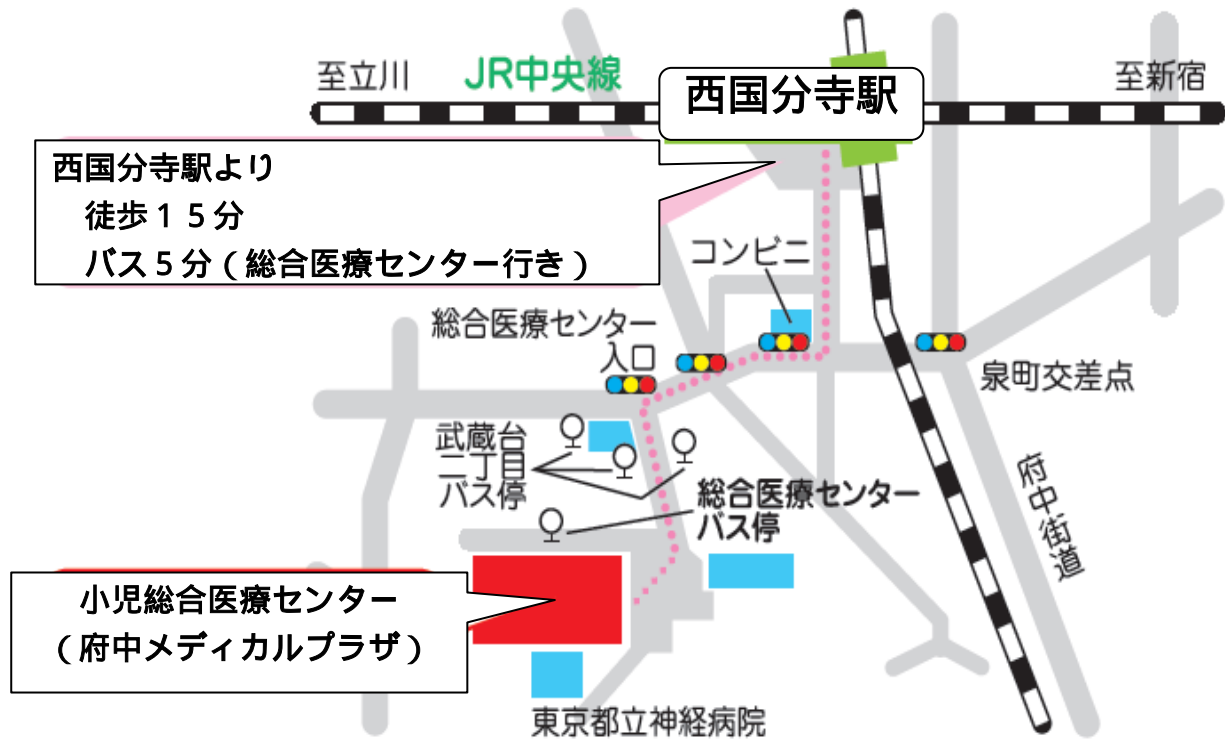 至立川
JR中央線
西国分寺駅
至新宿
西国分寺駅より
徒歩１５分
バス５分（総合医療センター行き）
コンビニ
総合医療センター
入口
泉町交差点
武蔵台
二丁目
バス停
総合医療センター
バス停
府中街道
小児総合医療センター
（府中メディカルプラザ）
東京都立神経病院